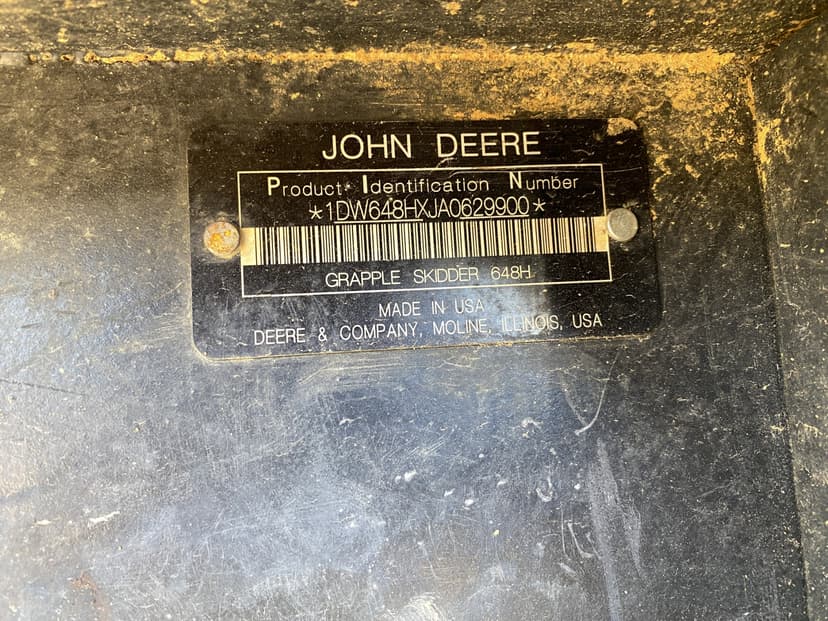 JOHN DEERE
Product Identification Number
*1DW648HXJA0629900*
GRAPPLE SKIDDER 648H
MADE IN USA
DEERE & COMPANY, MOLINE, ILLINOIS, USA